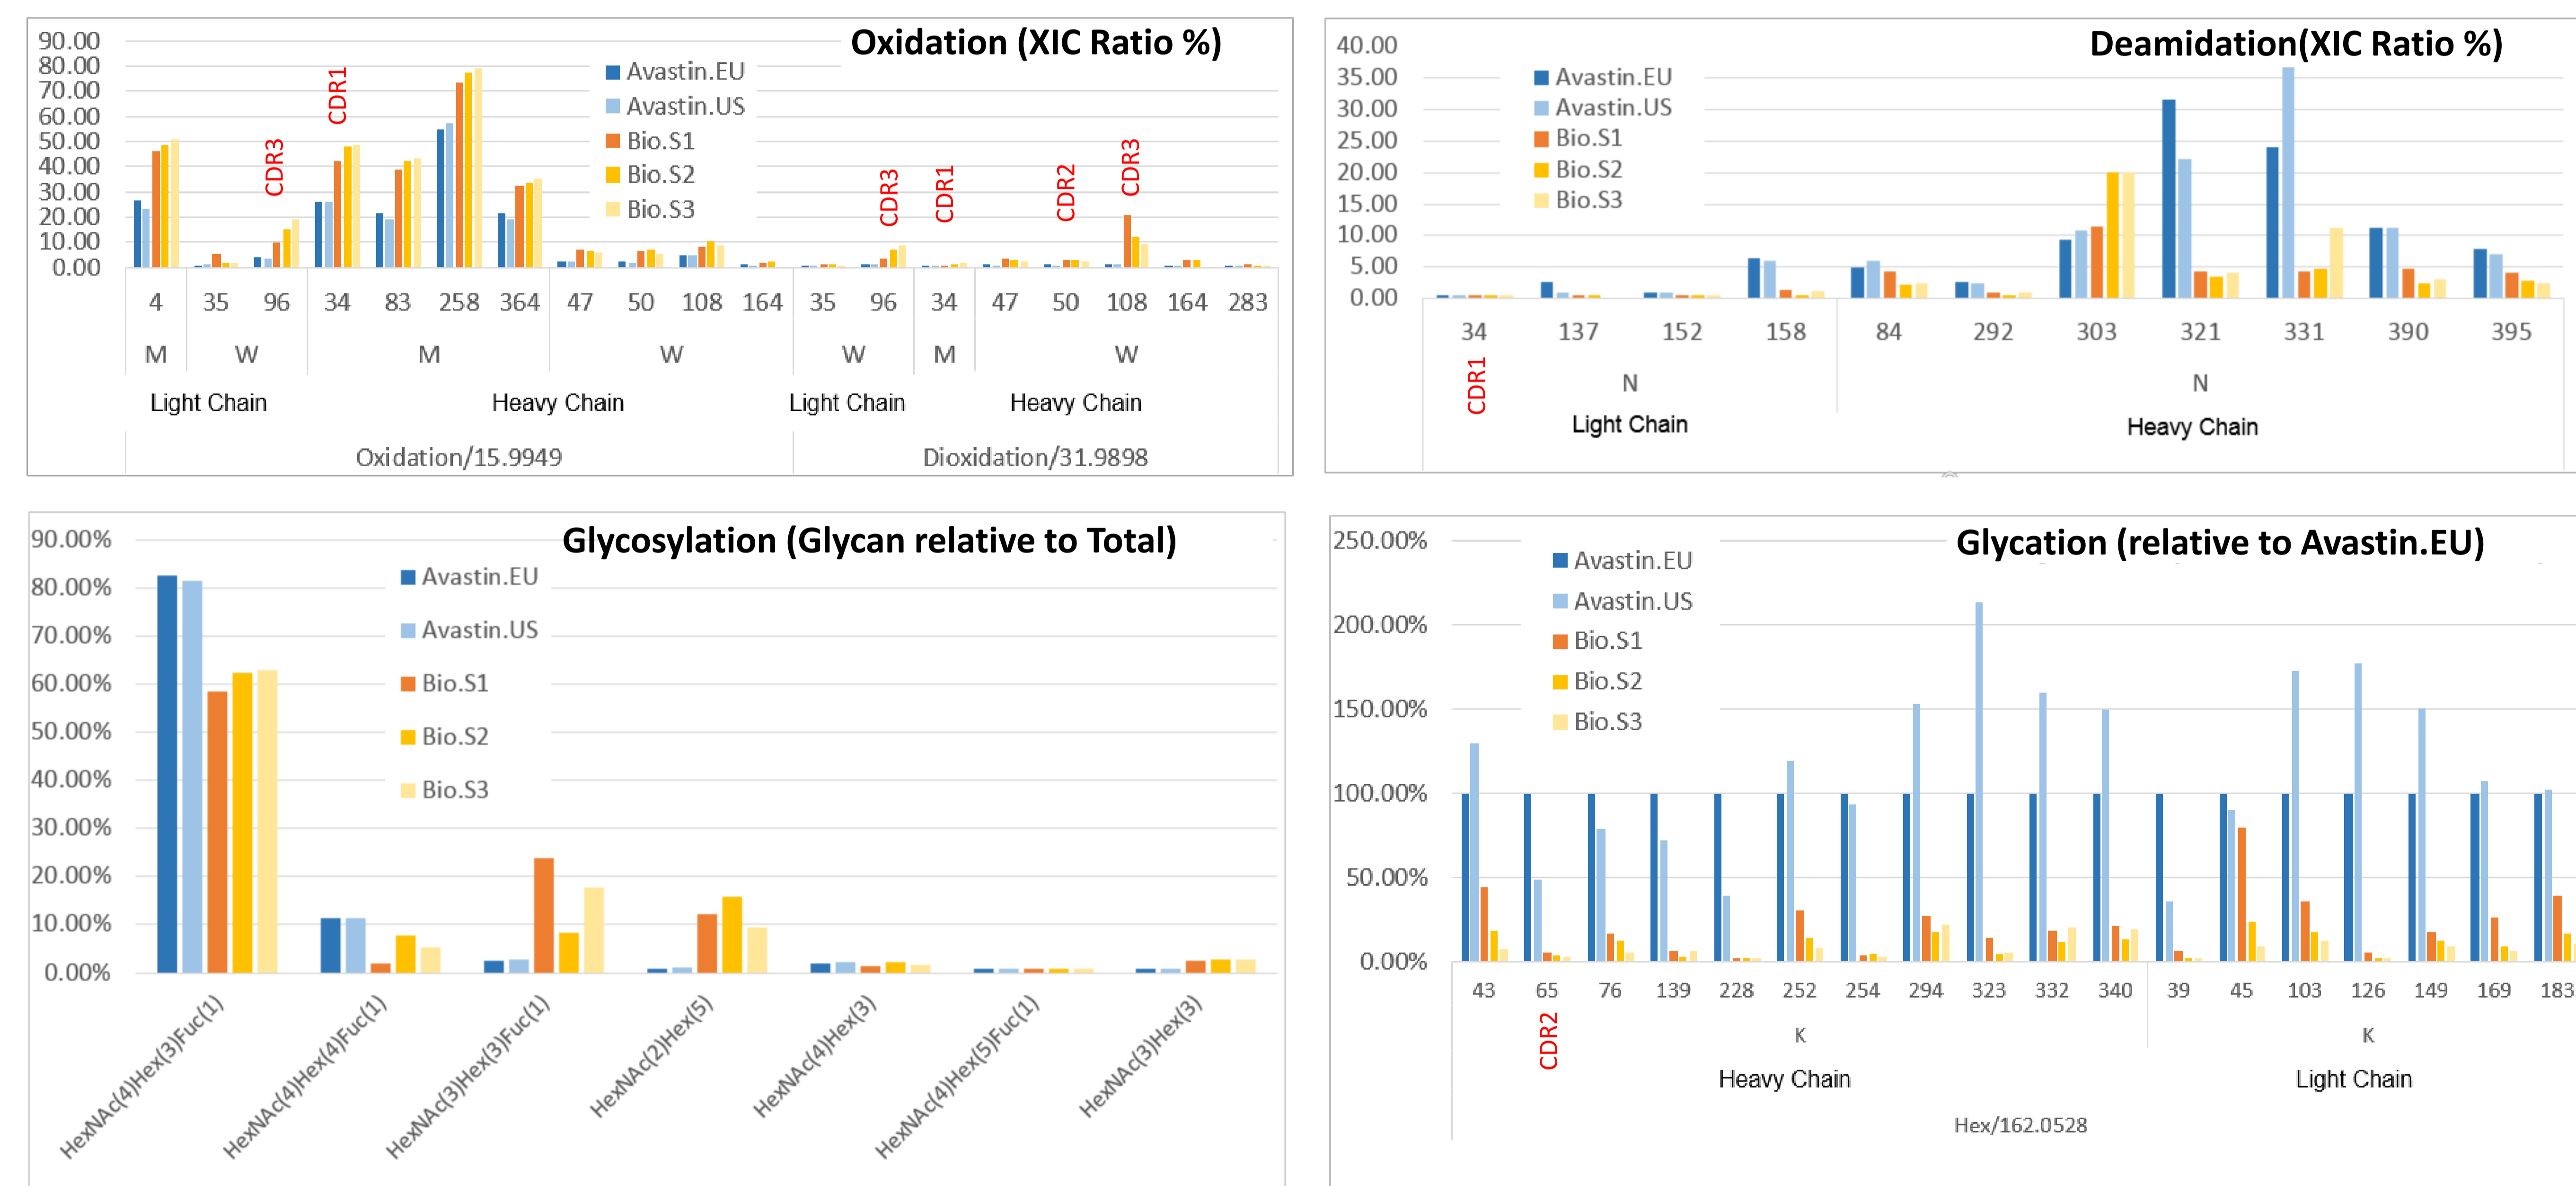 Oxidation (XIC Ratio %)
90.00
80.00
70.00
60.00
50.00
40.00
30.00
20.00
10.00
0.00
Avastin.EU
Avastin.US
Bio.S1
Bio.S2
Bio.S3
CDR3
CDR1
CDR3
CDR1
CDR2
CDR3
4 35 96 34 83 258 364 47 50 108 164 35 96 34 47 50 108 164 283
M W M W W M W
Light Chain Heavy Chain Light Chain Heavy Chain
Oxidation/15.9949 Dioxidation/31.9898
Deamidation(XIC Ratio %)
40.00
35.00
30.00
25.00
20.00
15.00
10.00
5.00
0.00
Avastin.EU
Avastin.US
Bio.S1
Bio.S2
Bio.S3
34 137 152 158 84 292 303 321 331 390 395
CDR1
N N
Light Chain Heavy Chain
Glycosylation (Glycan relative to Total)
90.00%
80.00%
70.00%
60.00%
50.00%
40.00%
30.00%
20.00%
10.00%
0.00%
Avastin.EU
Avastin.US
Bio.S1
Bio.S2
Bio.S3
HexNAc(4)Hex(3)Fuc(1)
HexNAc(4)Hex(4)Fuc(1)
HexNAc(3)Hex(3)Fuc(1)
HexNAc(2)Hex(5)
HexNAc(4)Hex(3)
HexNAc(4)Hex(5)Fuc(1)
HexNAc(3)Hex(3)
Glycation (relative to Avastin.EU)
250.00%
200.00%
150.00%
100.00%
50.00%
0.00%
Avastin.EU
Avastin.US
Bio.S1
Bio.S2
Bio.S3
43 65 76 139 228 252 254 294 323 332 340 39 45 103 126 149 169 183
CDR2
K K
Heavy Chain Light Chain
Hex/162.0528